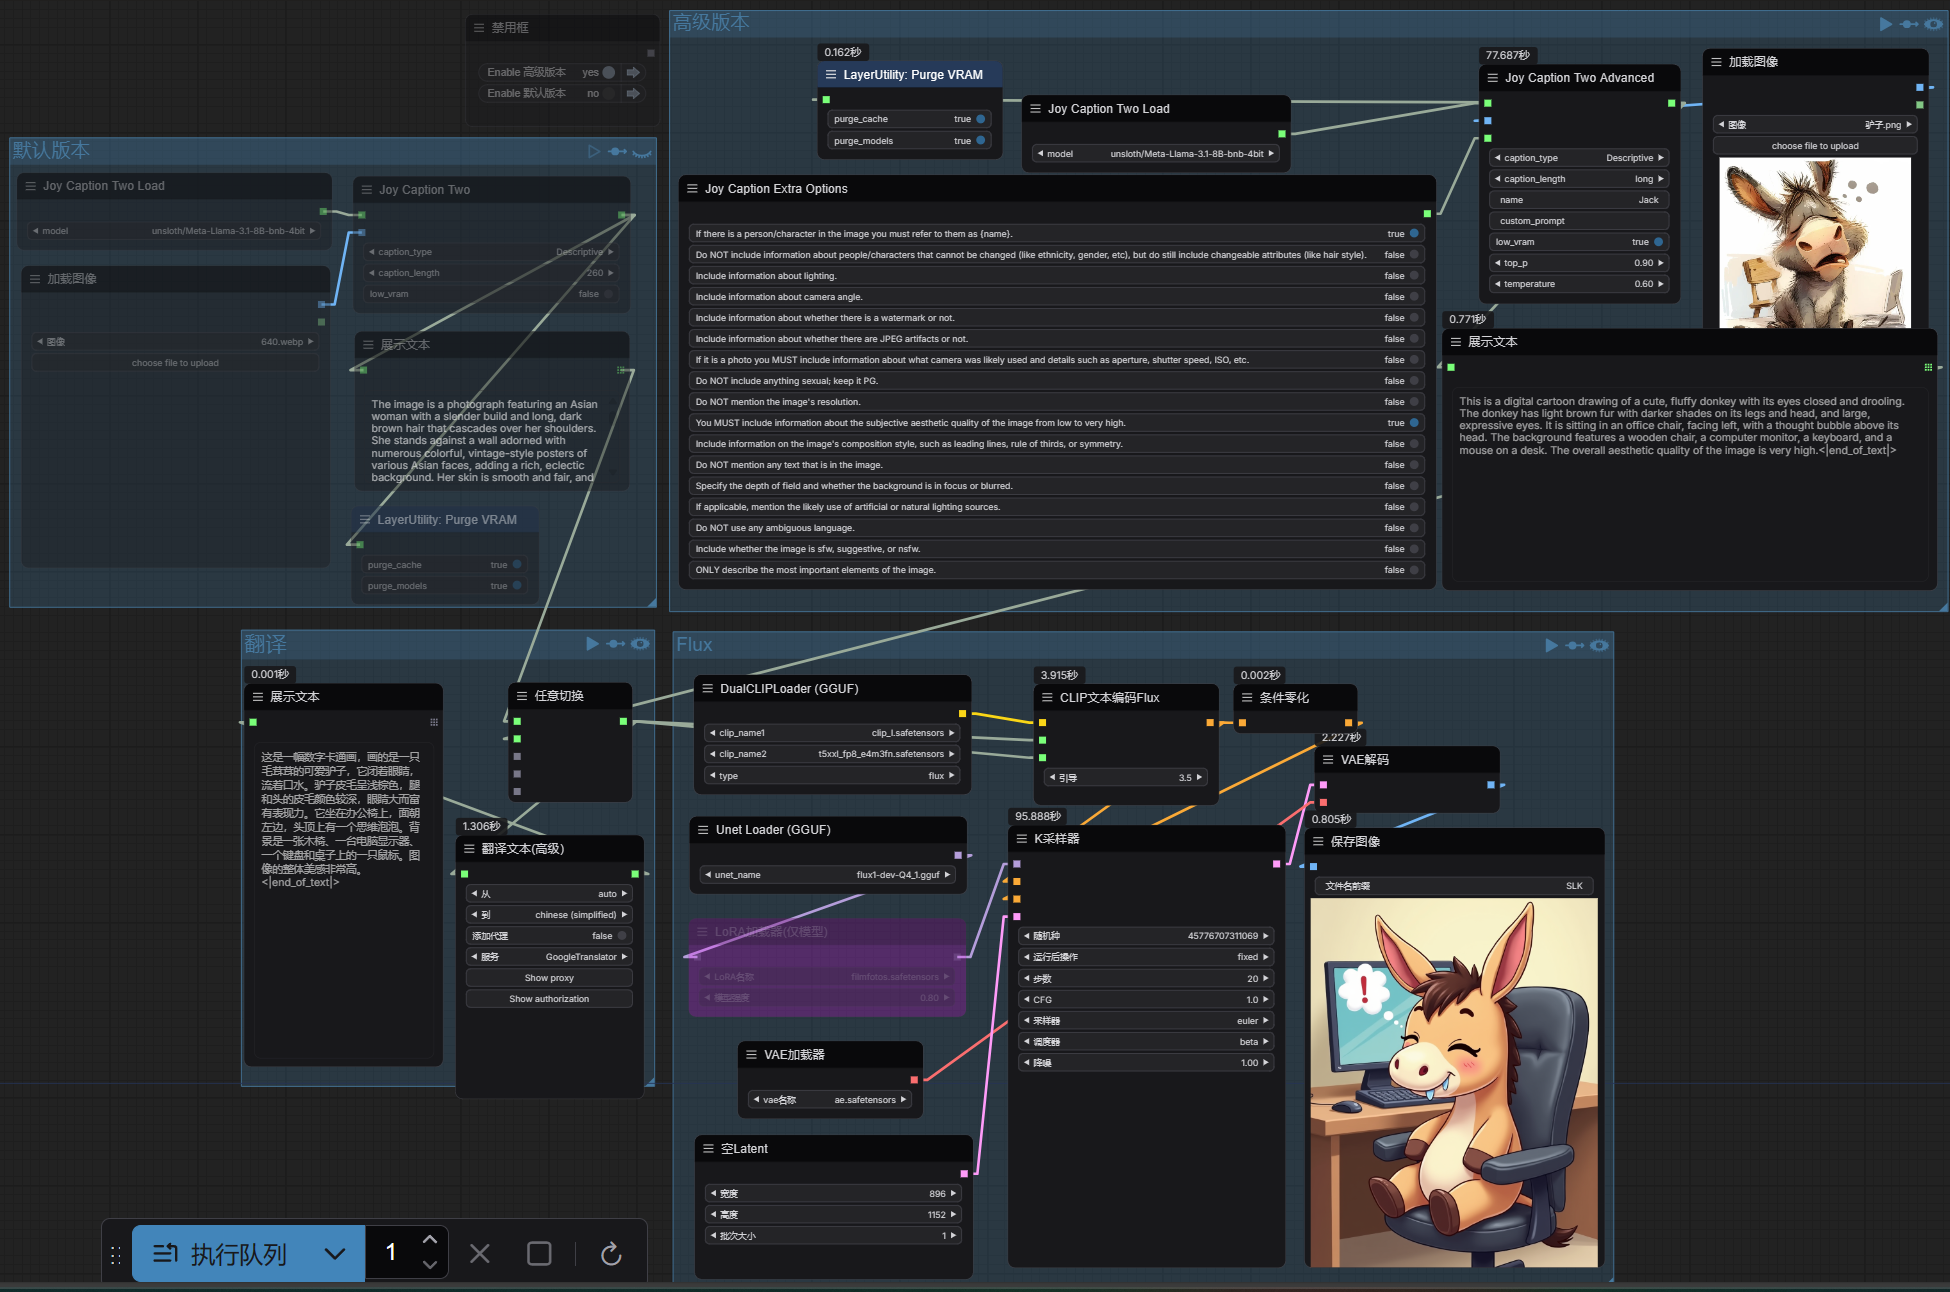 禁用框
Enable 高级版本 yes
Enable 默认版本 no
默认版本
Joy Caption Two Load
model unsloth/Meta-Llama-3.1-8B-bnb-4bit
加载图像
图像 640.webp
choose file to upload
Joy Caption Two
caption_type Descriptive
caption_length 260
low_vram false
展示文本
The image is a photograph featuring an Asian
woman with a slender build and long, dark
brown hair that cascades over her shoulders.
She stands against a wall adorned with
numerous colorful, vintage-style posters of
various Asian faces, adding a rich, eclectic
background. Her skin is smooth and fair, and
LayerUtility: Purge VRAM
purge_cache true
purge_models true
高级版本
0.162秒
LayerUtility: Purge VRAM
purge_cache true
purge_models true
Joy Caption Two Load
model unsloth/Meta-Llama-3.1-8B-bnb-4bit
Joy Caption Extra Options
If there is a person/character in the image you must refer to them as {name}. true
Do NOT include information about people/characters that cannot be changed (like ethnicity, gender, etc), but do still include changeable attributes (like hair style). false
Include information about lighting. false
Include information about camera angle. false
Include information about whether there is a watermark or not. false
Include information about whether there are JPEG artifacts or not. false
If it is a photo you MUST include information about what camera was likely used and details such as aperture, shutter speed, ISO, etc. false
Do NOT include anything sexual; keep it PG. false
Do NOT mention the image's resolution. false
You MUST include information about the subjective aesthetic quality of the image from low to very high. true
Include information on the image's composition style, such as leading lines, rule of thirds, or symmetry. false
Do NOT mention any text that is in the image. false
Specify the depth of field and whether the background is in focus or blurred. false
If applicable, mention the likely use of artificial or natural lighting sources. false
Do NOT use any ambiguous language. false
Include whether the image is sfw, suggestive, or nsfw. false
ONLY describe the most important elements of the image. false
77.687秒
Joy Caption Two Advanced
caption_type Descriptive
caption_length long
name Jack
custom_prompt
low_vram true
top_p 0.90
temperature 0.60
加载图像
图像 驴子.png
choose file to upload
0.771秒
展示文本
This is a digital cartoon drawing of a cute, fluffy donkey with its eyes closed and drooling.
The donkey has light brown fur with darker shades on its legs and head, and large,
expressive eyes. It is sitting in an office chair, facing left, with a thought bubble above its
head. The background features a wooden chair, a computer monitor, a keyboard, and a
mouse on a desk. The overall aesthetic quality of the image is very high.<|end_of_text|>
翻译
0.001秒
展示文本
这是一幅数字卡通画，画的是一只
毛茸茸的可爱驴子，它闭着眼睛，
流着口水。驴子皮毛呈浅棕色，腿
和头的皮毛颜色较深，眼睛大而富
有表现力。它坐在办公椅上，面朝
左边，头顶上有一个思维泡泡。背
景是一张木椅、一台电脑显示器、
一个键盘和桌子上的一只鼠标。图
像的整体美感非常高。
<|end_of_text|>
任意切换
1.306秒
翻译文本(高级)
从 auto
到 chinese (simplified)
添加代理 false
服务 GoogleTranslator
Show proxy
Show authorization
Flux
DualCLIPLoader (GGUF)
clip_name1 clip_l.safetensors
clip_name2 t5xxl_fp8_e4m3fn.safetensors
type flux
Unet Loader (GGUF)
unet_name flux1-dev-Q4_1.gguf
LoRA加载器(仅模型)
LoRA名称 filmfotos.safetensors
模型强度 0.80
VAE加载器
vae名称 ae.safetensors
空Latent
宽度 896
高度 1152
批次大小 1
3.915秒
CLIP文本编码Flux
引导 3.5
0.002秒
条件零化
2.227秒
VAE解码
95.888秒
K采样器
随机种 45776707311069
运行后操作 fixed
步数 20
CFG 1.0
采样器 euler
调度器 beta
降噪 1.00
0.805秒
保存图像
文件名前缀 SLK
!
执行队列 1